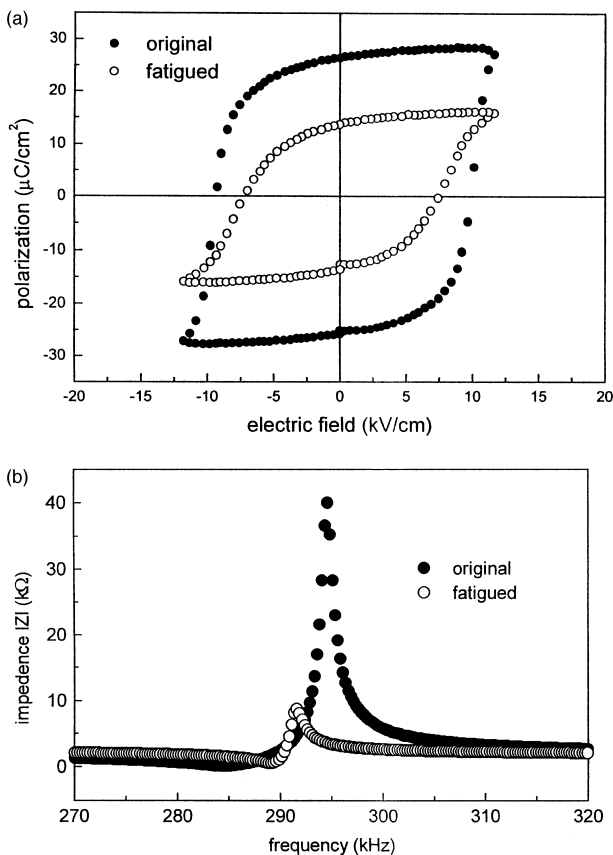 (a)
30
20
10
0
-10
-20
-30
polarization (μC/cm²)
original
fatigued
-20 -15 -10 -5 0 5 10 15 20
electric field (kV/cm)
(b)
40
30
20
10
0
impedence |Z| (kΩ)
original
fatigued
270 280 290 300 310 320
frequency (kHz)